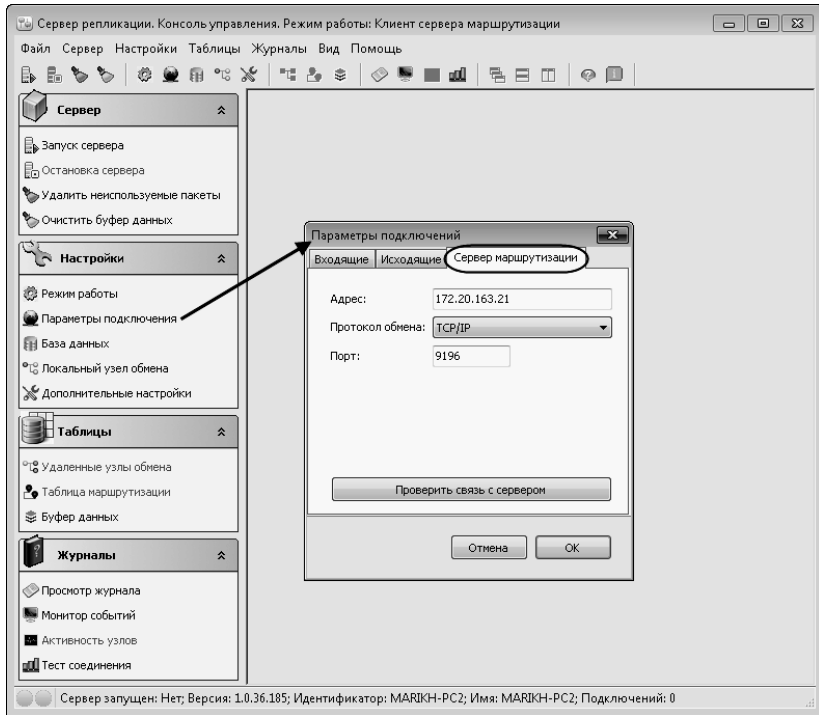 Сервер репликации. Консоль управления. Режим работы: Клиент сервера маршрутизации
Файл Сервер Настройки Таблицы Журналы Вид Помощь
Сервер
Запуск сервера
Остановка сервера
Удалить неиспользуемые пакеты
Очистить буфер данных
Настройки
Режим работы
Параметры подключения
База данных
Локальный узел обмена
Дополнительные настройки
Таблицы
Удаленные узлы обмена
Таблица маршрутизации
Буфер данных
Журналы
Просмотр журнала
Монитор событий
Активность узлов
Тест соединения
Параметры подключений
Входящие Исходящие Сервер маршрутизации
Адрес: 172.20.163.21
Протокол обмена: TCP/IP
Порт: 9196
Проверить связь с сервером
Отмена OK
Сервер запущен: Нет; Версия: 1.0.36.185; Идентификатор: MARIKH-PC2; Имя: MARIKH-PC2; Подключений: 0